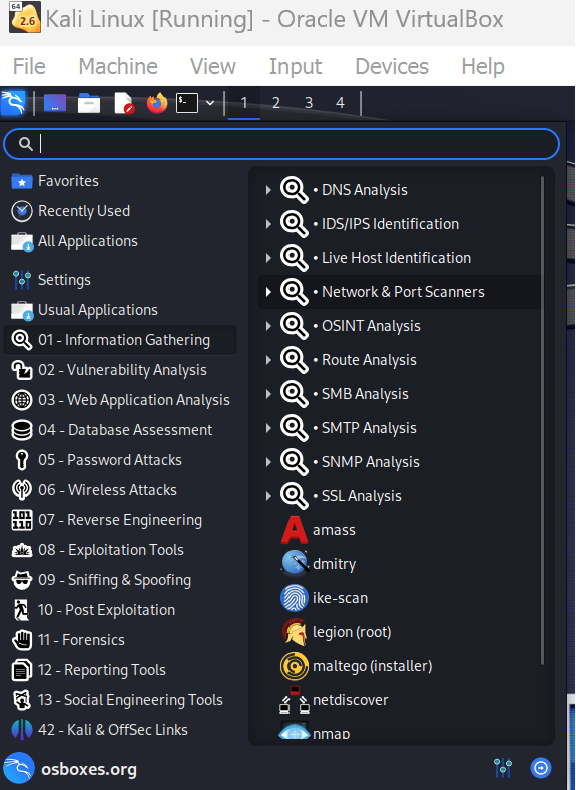 64
2.6
Kali Linux [Running] - Oracle VM VirtualBox
File Machine View Input Devices Help
1 2 3 4
Favorites
Recently Used
All Applications
Settings
Usual Applications
01 - Information Gathering
02 - Vulnerability Analysis
03 - Web Application Analysis
04 - Database Assessment
05 - Password Attacks
06 - Wireless Attacks
07 - Reverse Engineering
08 - Exploitation Tools
09 - Sniffing & Spoofing
10 - Post Exploitation
11 - Forensics
12 - Reporting Tools
13 - Social Engineering Tools
42 - Kali & OffSec Links
• DNS Analysis
• IDS/IPS Identification
• Live Host Identification
• Network & Port Scanners
• OSINT Analysis
• Route Analysis
• SMB Analysis
• SMTP Analysis
• SNMP Analysis
• SSL Analysis
amass
dmitry
ike-scan
legion (root)
maltego (installer)
netdiscover
nmap
osboxes.org